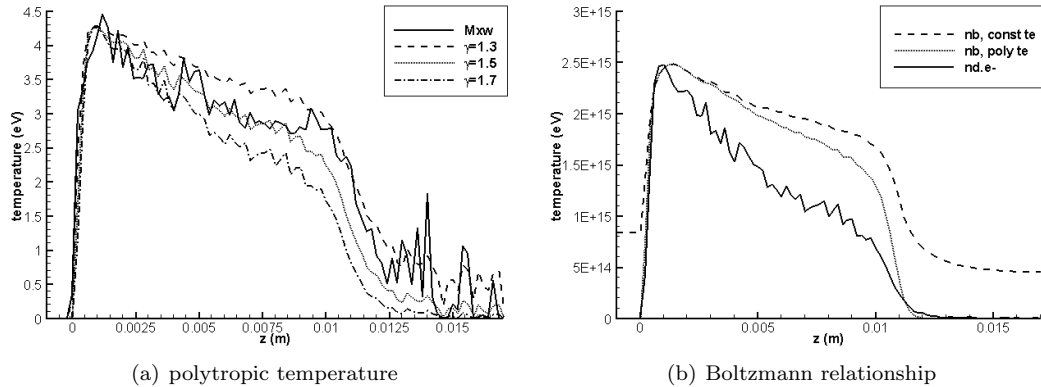 4.5
4
3.5
3
2.5
2
1.5
1
0.5
0
temperature (eV)
0
0.0025
0.005
0.0075
0.01
0.0125
0.015
z (m)
Mxw
γ=1.3
γ=1.5
γ=1.7
(a) polytropic temperature
3E+15
2.5E+15
2E+15
1.5E+15
1E+15
5E+14
0
temperature (eV)
0
0.005
0.01
0.015
z (m)
nb, const te
nb, poly te
nd.e-
(b) Boltzmann relationship